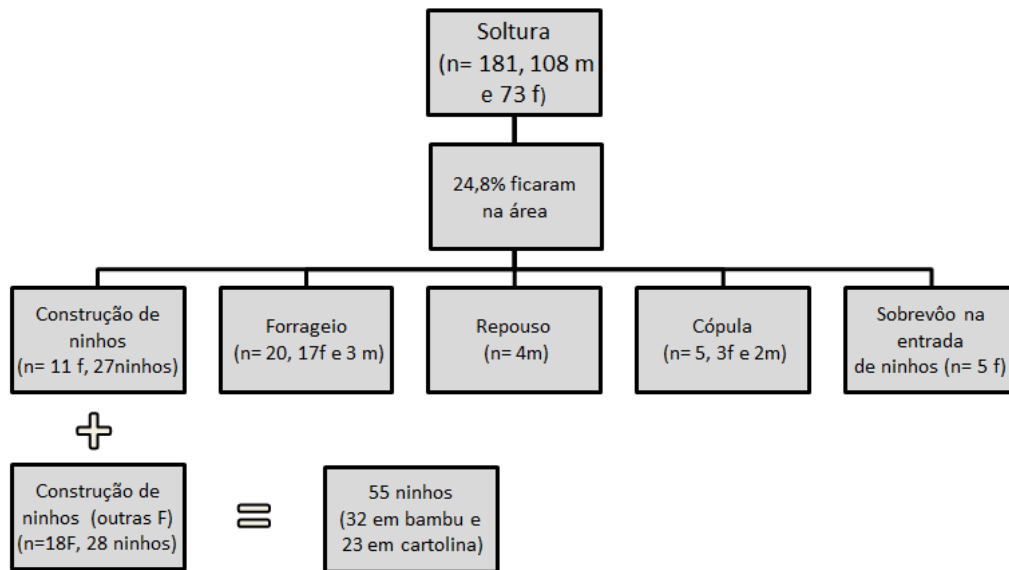 Soltura
(n= 181, 108 m
e 73 f)
24,8% ficaram
na área
Construção de
ninhos
(n= 11 f, 27ninhos)
Forrageio
(n= 20, 17f e 3 m)
Repouso
(n= 4m)
Cópula
(n= 5, 3f e 2m)
Sobrevôo na
entrada
de ninhos (n= 5 f)
Construção de
ninhos (outras F)
(n=18F, 28 ninhos)
55 ninhos
(32 em bambu e
23 em cartolina)